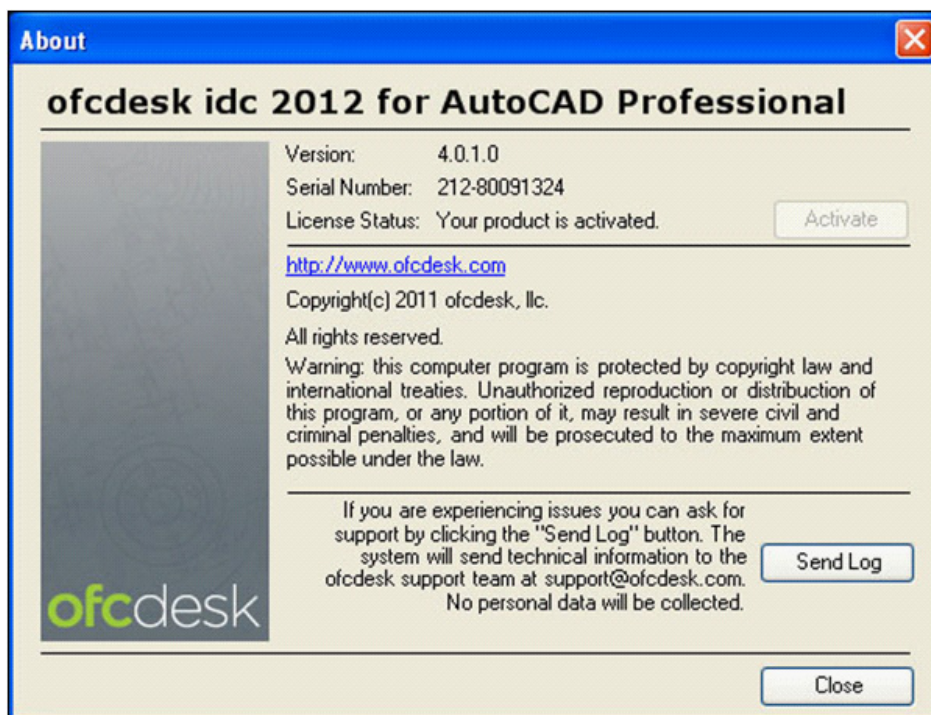 About
ofcdesk idc 2012 for AutoCAD Professional
Version: 4.0.1.0
Serial Number: 212-80091324
License Status: Your product is activated.
Activate
http://www.ofcdesk.com
Copyright(c) 2011 ofcdesk, llc.
All rights reserved.
Warning: this computer program is protected by copyright law and
international treaties. Unauthorized reproduction or distribuction of
this program, or any portion of it, may result in severe civil and
criminal penalties, and will be prosecuted to the maximum extent
possible under the law.
If you are experiencing issues you can ask for
support by clicking the "Send Log" button. The
system will send technical information to the
ofcdesk support team at support@ofcdesk.com.
No personal data will be collected.
Send Log
ofcdesk
Close